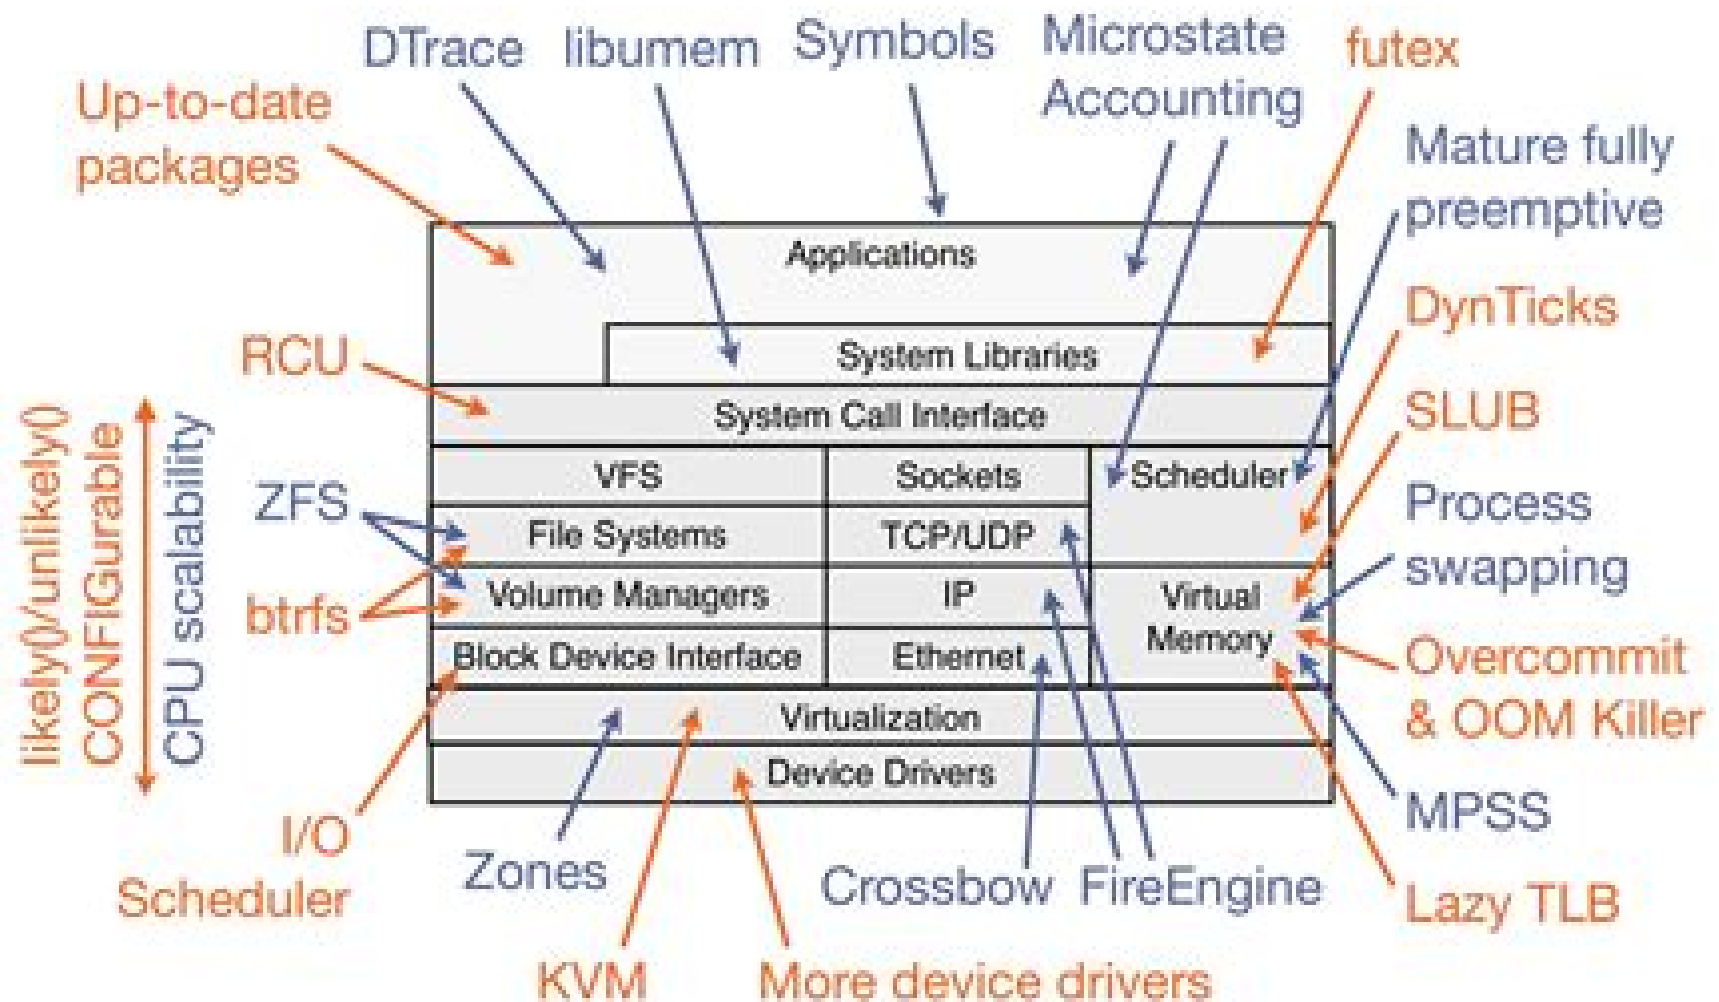 DTrace
libumem
Symbols
Microstate
Accounting
futex
Up-to-date
packages
Mature fully
preemptive
Applications
DynTicks
RCU
System Libraries
SLUB
System Call Interface
likely()/unlikely()
CONFIGurable
CPU scalability
ZFS
VFS
Sockets
Scheduler
Process
swapping
File Systems
TCP/UDP
btrfs
Volume Managers
IP
Virtual
Memory
Block Device Interface
Ethernet
Overcommit
& OOM Killer
Virtualization
Device Drivers
MPSS
I/O
Scheduler
Zones
Crossbow
FireEngine
Lazy TLB
KVM
More device drivers